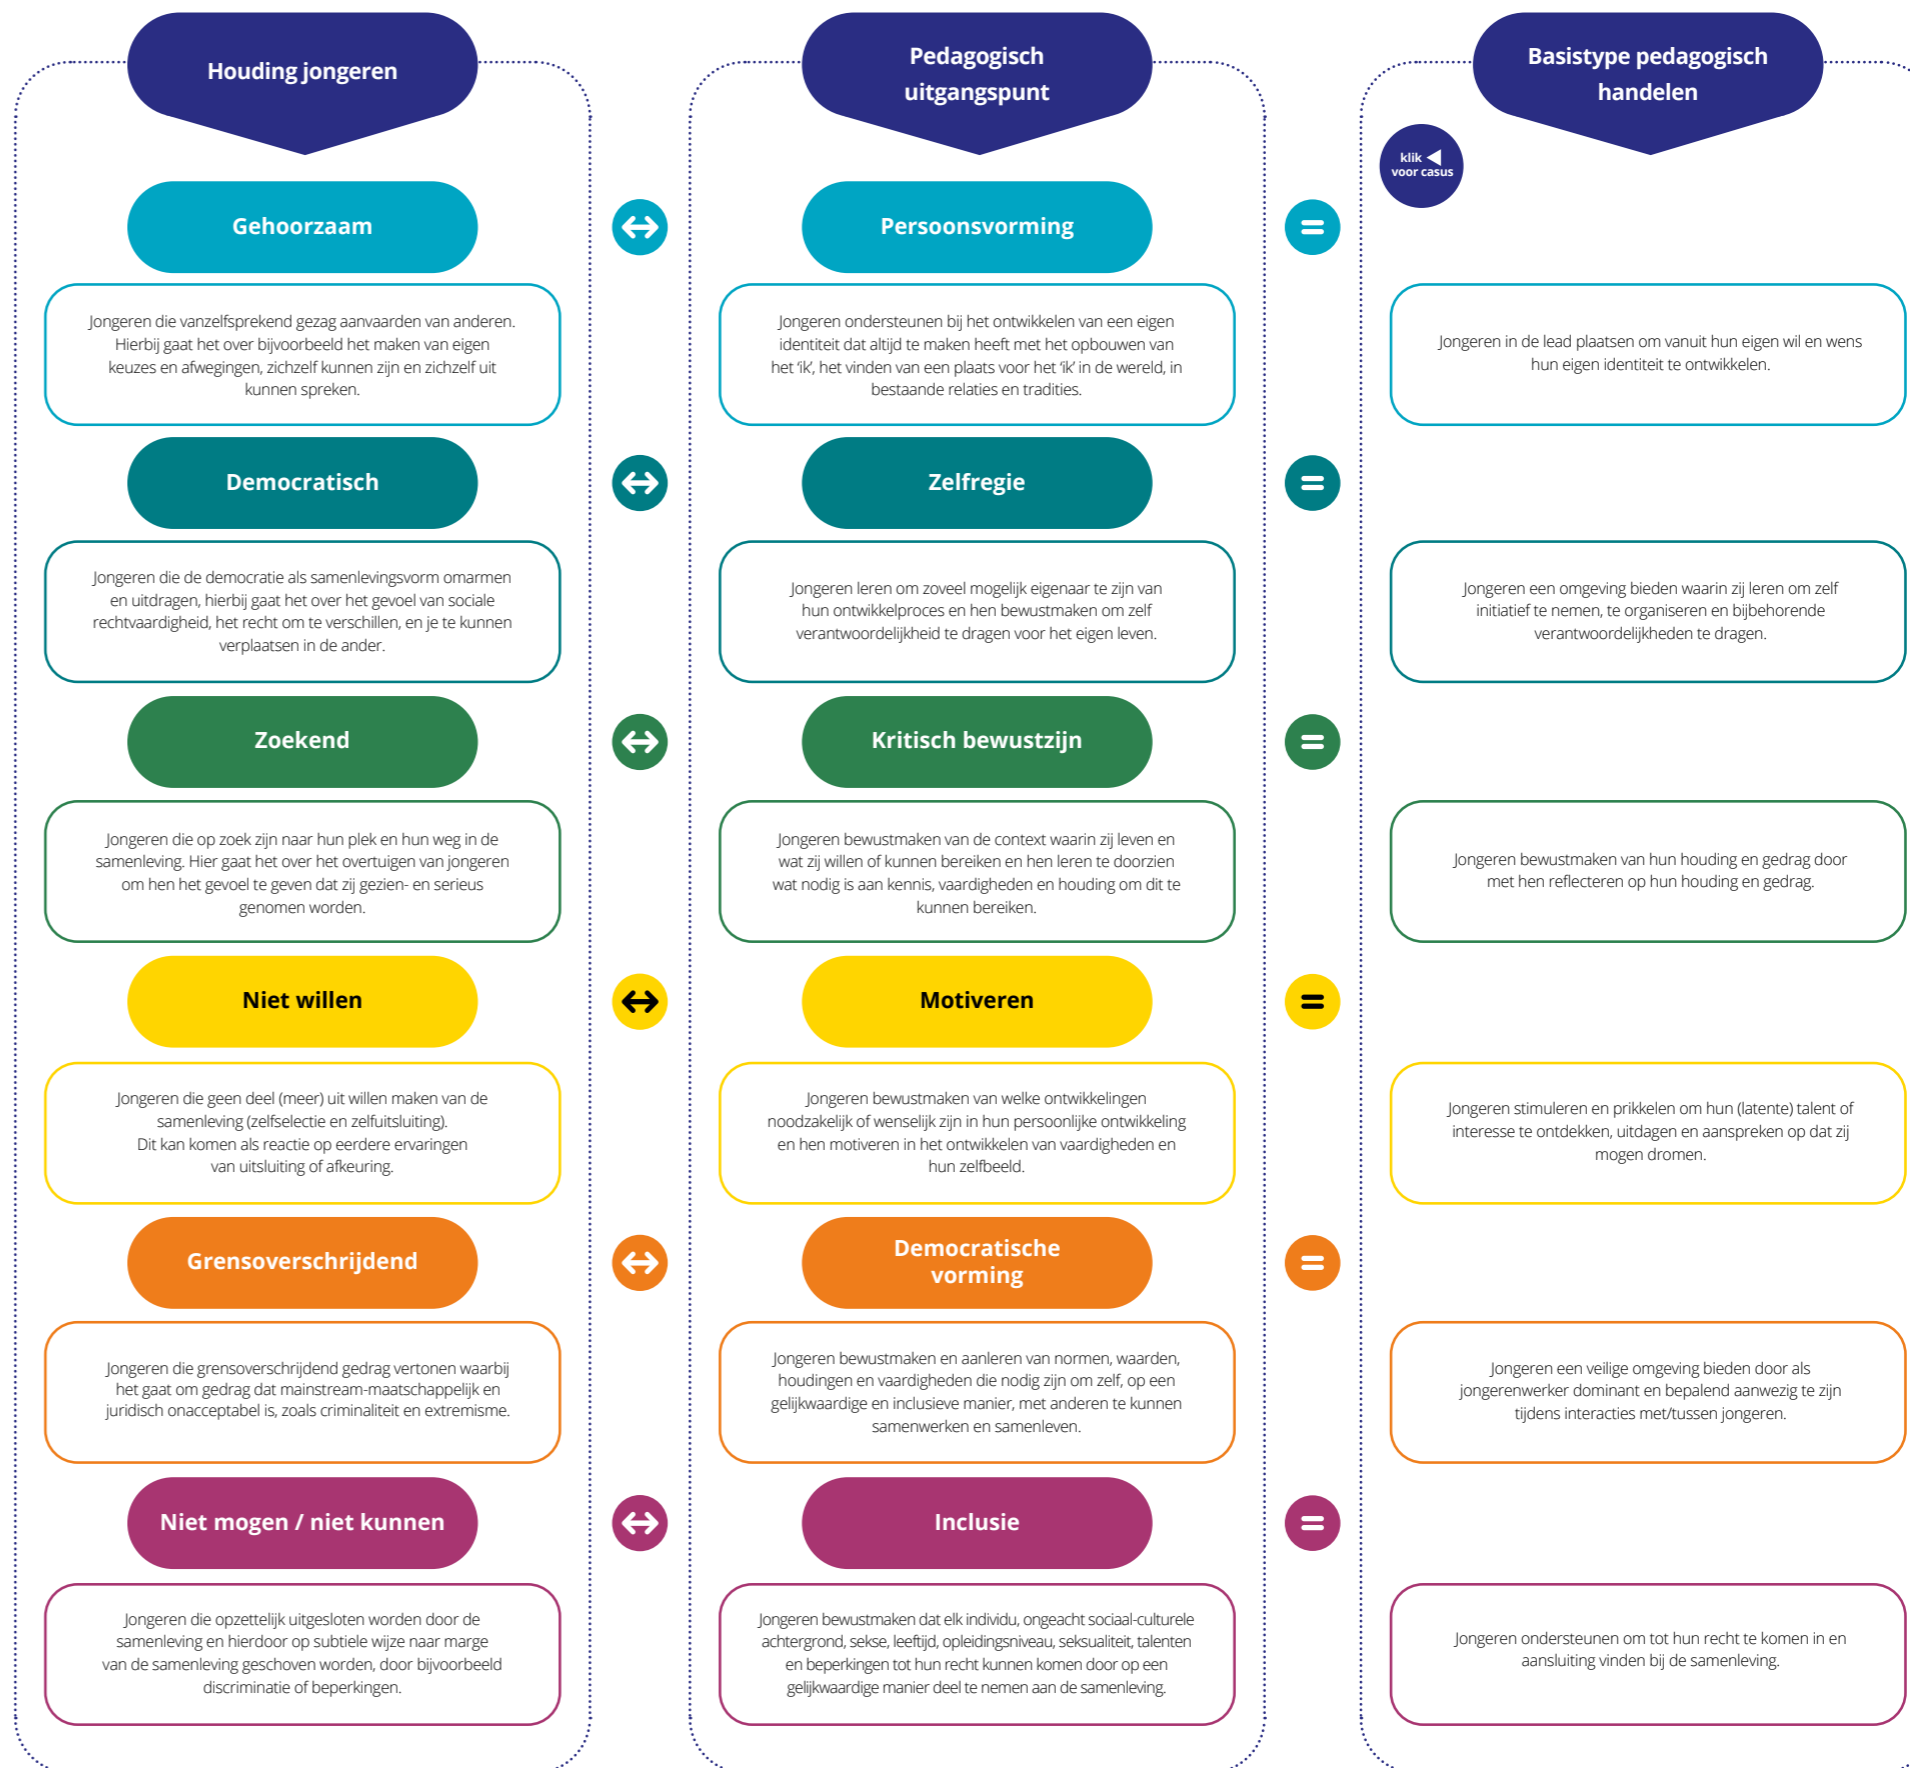 Houding jongeren
Pedagogisch
uitgangspunt
Basistype pedagogisch
handelen
klik
voor casus
Gehoorzaam
Persoonsvorming
Jongeren die vanzelfsprekend gezag aanvaarden van anderen.
Hierbij gaat het over bijvoorbeeld het maken van eigen
keuzes en afwegingen, zichzelf kunnen zijn en zichzelf uit
kunnen spreken.
Jongeren ondersteunen bij het ontwikkelen van een eigen
identiteit dat altijd te maken heeft met het opbouwen van
het ‘ik’, het vinden van een plaats voor het ‘ik’ in de wereld, in
bestaande relaties en tradities.
Jongeren in de lead plaatsen om vanuit hun eigen wil en wens
hun eigen identiteit te ontwikkelen.
Democratisch
Zelfregie
Jongeren die de democratie als samenlevingsvorm omarmen
en uitdragen, hierbij gaat het over het gevoel van sociale
rechtvaardigheid, het recht om te verschillen, en je te kunnen
verplaatsen in de ander.
Jongeren leren om zoveel mogelijk eigenaar te zijn van
hun ontwikkelproces en hen bewustmaken om zelf
verantwoordelijkheid te dragen voor het eigen leven.
Jongeren een omgeving bieden waarin zij leren om zelf
initiatief te nemen, te organiseren en bijbehorende
verantwoordelijkheden te dragen.
Zoekend
Kritisch bewustzijn
Jongeren die op zoek zijn naar hun plek en hun weg in de
samenleving. Hier gaat het over het overtuigen van jongeren
om hen het gevoel te geven dat zij gezien- en serieus
genomen worden.
Jongeren bewustmaken van de context waarin zij leven en
wat zij willen of kunnen bereiken en hen leren te doorzien
wat nodig is aan kennis, vaardigheden en houding om dit te
kunnen bereiken.
Jongeren bewustmaken van hun houding en gedrag door
met hen reflecteren op hun houding en gedrag.
Niet willen
Motiveren
Jongeren die geen deel (meer) uit willen maken van de
samenleving (zelfselectie en zelfuitsluiting).
Dit kan komen als reactie op eerdere ervaringen
van uitsluiting of afkeuring.
Jongeren bewustmaken van welke ontwikkelingen
noodzakelijk of wenselijk zijn in hun persoonlijke ontwikkeling
en hen motiveren in het ontwikkelen van vaardigheden en
hun zelfbeeld.
Jongeren stimuleren en prikkelen om hun (latente) talent of
interesse te ontdekken, uitdagen en aanspreken op dat zij
mogen dromen.
Grensoverschrijdend
Democratische
vorming
Jongeren die grensoverschrijdend gedrag vertonen waarbij
het gaat om gedrag dat mainstream-maatschappelijk en
juridisch onacceptabel is, zoals criminaliteit en extremisme.
Jongeren bewustmaken en aanleren van normen, waarden,
houdingen en vaardigheden die nodig zijn om zelf, op een
gelijkwaardige en inclusieve manier, met anderen te kunnen
samenwerken en samenleven.
Jongeren een veilige omgeving bieden door als
jongerenwerker dominant en bepalend aanwezig te zijn
tijdens interacties met/tussen jongeren.
Niet mogen / niet kunnen
Inclusie
Jongeren die opzettelijk uitgesloten worden door de
samenleving en hierdoor op subtiele wijze naar marge
van de samenleving geschoven worden, door bijvoorbeeld
discriminatie of beperkingen.
Jongeren bewustmaken dat elk individu, ongeacht sociaal-culturele
achtergrond, sekse, leeftijd, opleidingsniveau, seksualiteit, talenten
en beperkingen tot hun recht kunnen komen door op een
gelijkwaardige manier deel te nemen aan de samenleving.
Jongeren ondersteunen om tot hun recht te komen in en
aansluiting vinden bij de samenleving.